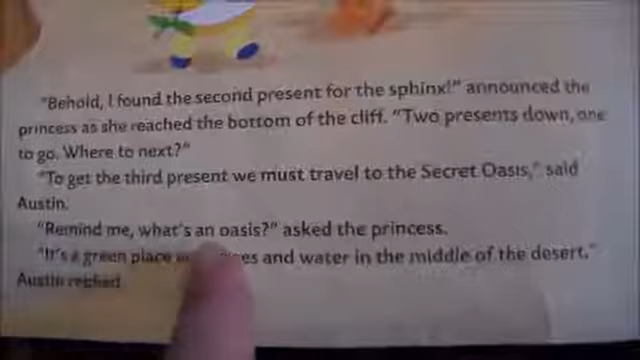 "Behold, I found the second present for the sphinx!" announced the
princess as she reached the bottom of the cliff. "Two presents down, one
to go. Where to next?"
"To get the third present we must travel to the Secret Oasis," said
Austin.
"Remind me, what's an oasis?" asked the princess.
"It's a green place and water in the middle of the desert,"
Austin replied.